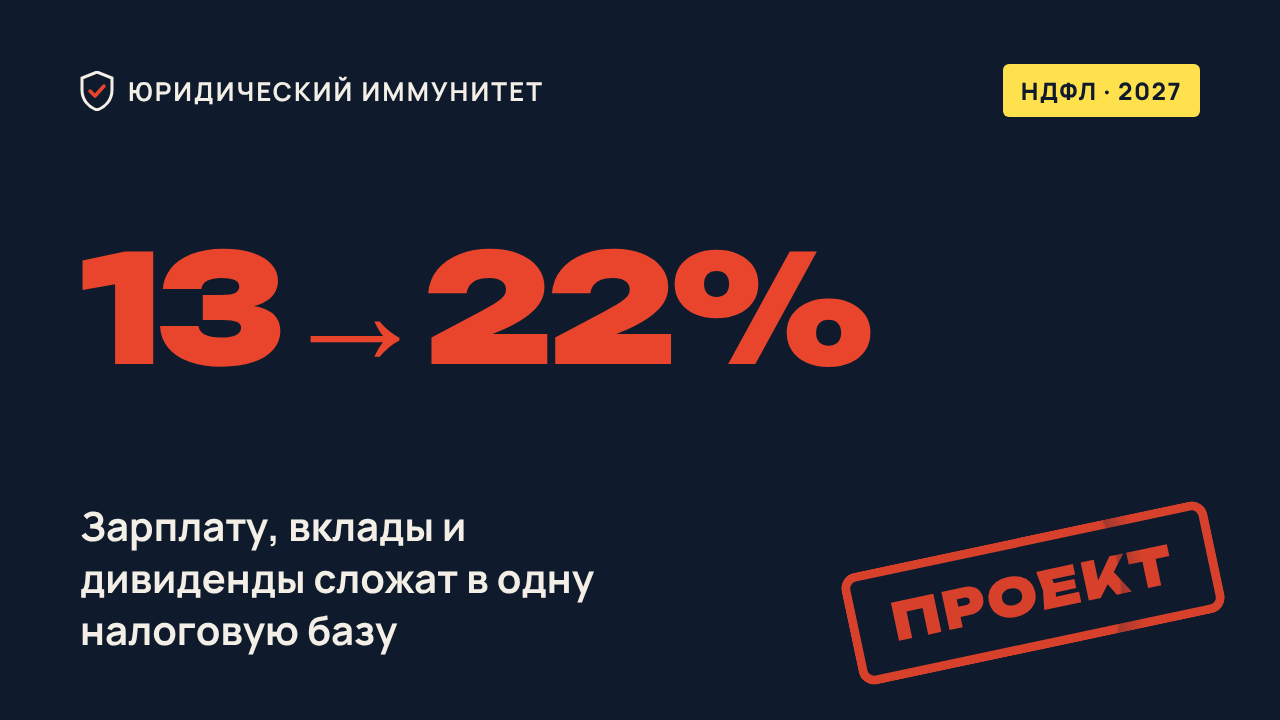 ЮРИДИЧЕСКИЙ ИММУНИТЕТ
НДФЛ · 2027
13→22%
Зарплату, вклады и
дивиденды сложат в одну
налоговую базу
ПРОЕКТ